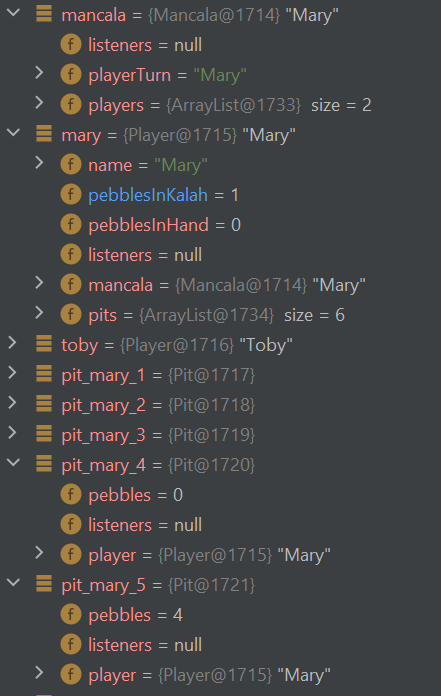 mancala = {Mancala@1714} "Mary"
f listeners = null
f playerTurn = "Mary"
f players = {ArrayList@1733} size = 2
mary = {Player@1715} "Mary"
f name = "Mary"
f pebblesInKalah = 1
f pebblesInHand = 0
f listeners = null
f mancala = {Mancala@1714} "Mary"
f pits = {ArrayList@1734} size = 6
toby = {Player@1716} "Toby"
pit_mary_1 = {Pit@1717}
pit_mary_2 = {Pit@1718}
pit_mary_3 = {Pit@1719}
pit_mary_4 = {Pit@1720}
f pebbles = 0
f listeners = null
f player = {Player@1715} "Mary"
pit_mary_5 = {Pit@1721}
f pebbles = 4
f listeners = null
f player = {Player@1715} "Mary"